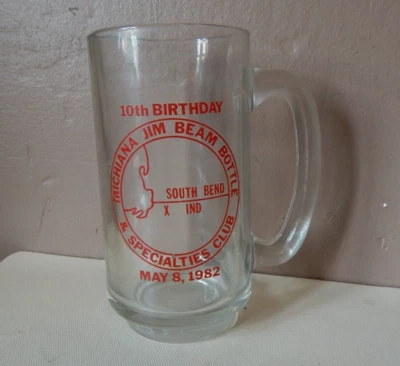 10th BIRTHDAY
MICHIANA JIM BEAM BOTTLE
SOUTH BEND
X IND
& SPECIALTIES CLUB
MAY 8, 1982